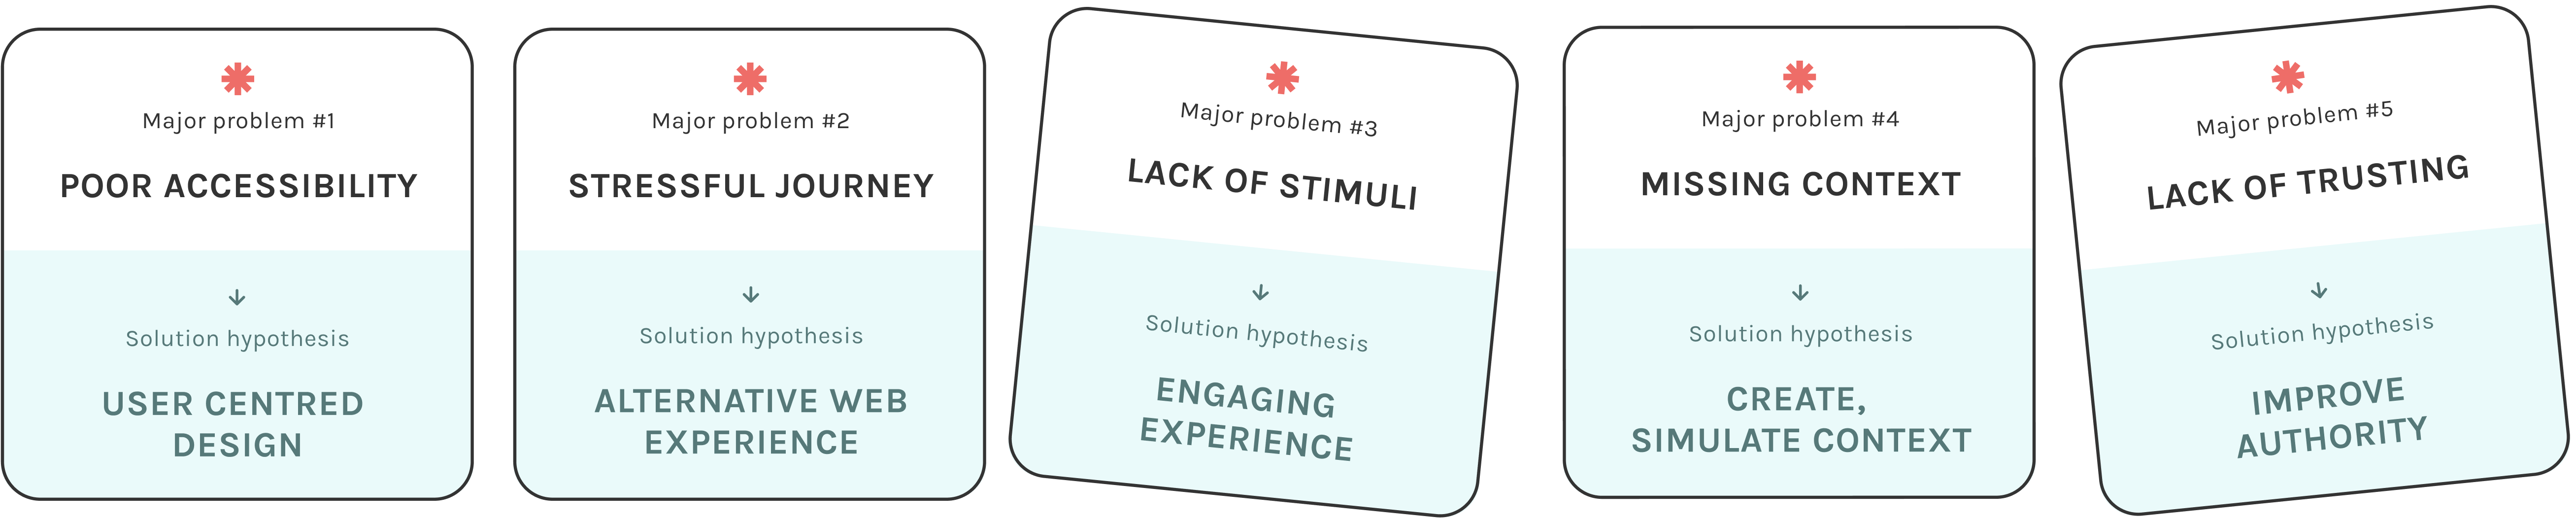 Major problem #1
POOR ACCESSIBILITY
Solution hypothesis
USER CENTRED
DESIGN
Major problem #2
STRESSFUL JOURNEY
Solution hypothesis
ALTERNATIVE WEB
EXPERIENCE
Major problem #3
LACK OF STIMULI
Solution hypothesis
ENGAGING
EXPERIENCE
Major problem #4
MISSING CONTEXT
Solution hypothesis
CREATE,
SIMULATE CONTEXT
Major problem #5
LACK OF TRUSTING
Solution hypothesis
IMPROVE
AUTHORITY